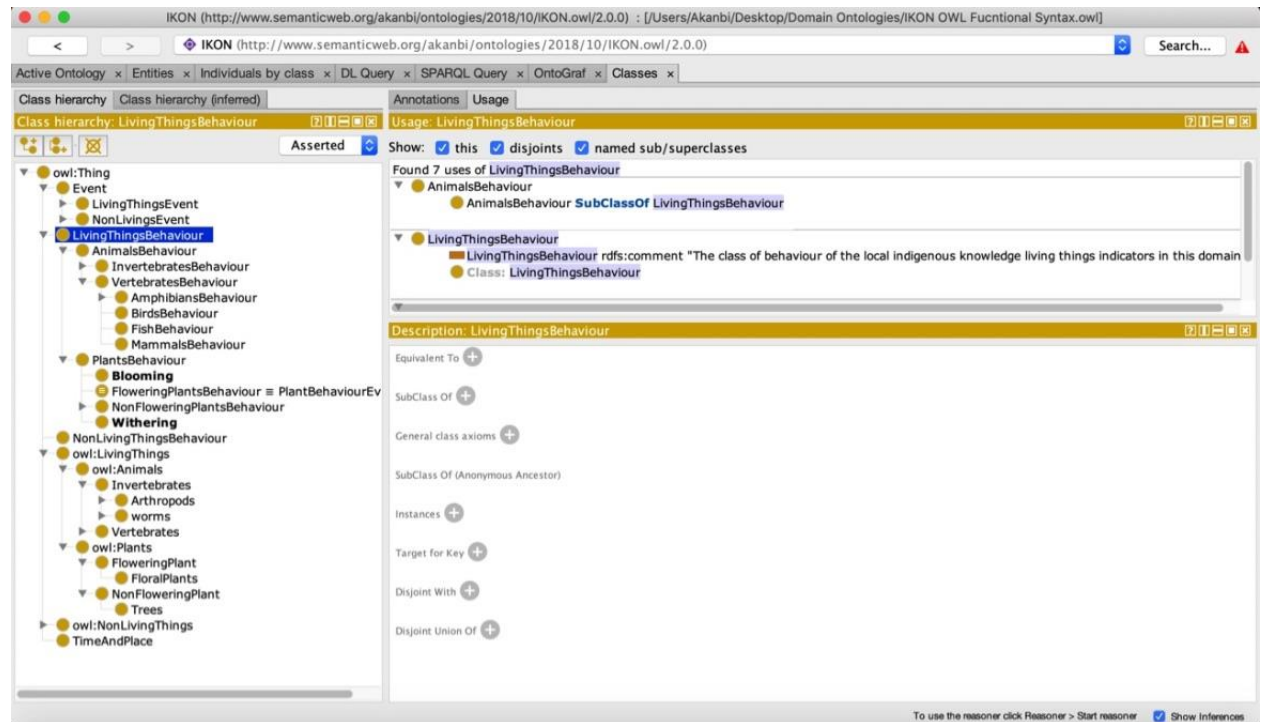 IKON (http://www.semanticweb.org/akanbi/ontologies/2018/10/IKON.owl/2.0.0) : [/Users/Akanbi/Desktop/Domain Ontologies/IKON OWL Fucntional Syntax.owl]
< > IKON (http://www.semanticweb.org/akanbi/ontologies/2018/10/IKON.owl/2.0.0) Search...
Active Ontology × Entities × Individuals by class × DL Query × SPARQL Query × OntoGraf × Classes ×
Class hierarchy Class hierarchy (inferred)
Class hierarchy: LivingThingsBehaviour
Asserted
owl:Thing
Event
LivingThingsEvent
NonLivingsEvent
LivingThingsBehaviour
AnimalsBehaviour
InvertebratesBehaviour
VertebratesBehaviour
AmphibiansBehaviour
BirdsBehaviour
FishBehaviour
MammalsBehaviour
PlantsBehaviour
Blooming
FloweringPlantsBehaviour ≡ PlantBehaviourEv
NonFloweringPlantsBehaviour
Withering
NonLivingThingsBehaviour
owl:LivingThings
owl:Animals
Invertebrates
Arthropods
worms
Vertebrates
owl:Plants
FloweringPlant
FloralPlants
NonFloweringPlant
Trees
owl:NonLivingThings
TimeAndPlace
Annotations Usage
Usage: LivingThingsBehaviour
Show: this disjoints named sub/superclasses
Found 7 uses of LivingThingsBehaviour
AnimalsBehaviour
AnimalsBehaviour SubClassOf LivingThingsBehaviour
LivingThingsBehaviour
LivingThingsBehaviour rdfs:comment "The class of behaviour of the local indigenous knowledge living things indicators in this domain
Class: LivingThingsBehaviour
Description: LivingThingsBehaviour
Equivalent To
SubClass Of
General class axioms
SubClass Of (Anonymous Ancestor)
Instances
Target for Key
Disjoint With
Disjoint Union Of
To use the reasoner click Reasoner > Start reasoner Show Inferences